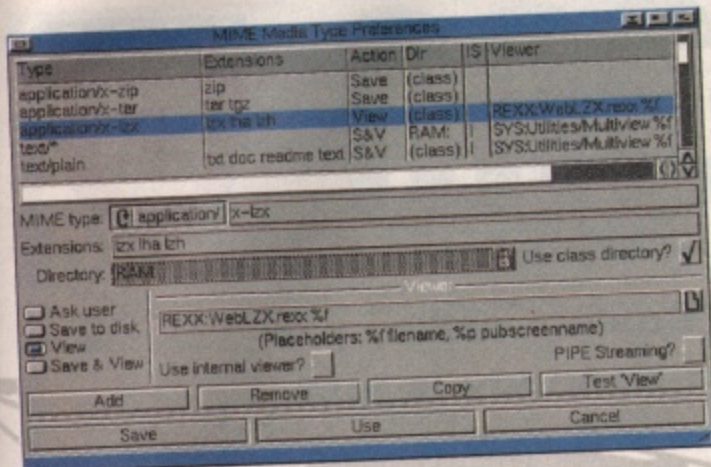 MIME Media Type Preferences
Type Extensions Action Dir IS Viewer
application/x-zip zip Save (class)
application/x-tar tar tgz Save (class)
application/x-lzx lzx lha lzh View (class) REXX:WebLZX.rexx %f
text/* S&V RAM: I SYS:Utilities/Multiview %f
text/plain txt doc readme text S&V (class) I SYS:Utilities/Multiview %f
MIME type: application/ x-lzx
Extensions: lzx lha lzh
Directory: RAM: Use class directory?
Viewer
Ask user
Save to disk
View
Save & View
REXX:WebLZX.rexx %f
(Placeholders: %f filename, %p pubscreenname)
Use internal viewer? PIPE Streaming?
Add Remove Copy Test "View"
Save Use Cancel